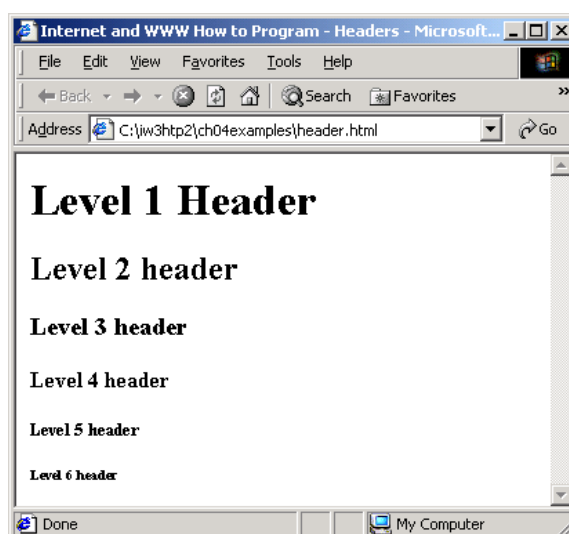 Internet and WWW How to Program - Headers - Microsoft...
File Edit View Favorites Tools Help
Back Search Favorites »
Address C:\iw3htp2\ch04examples\header.html Go
Level 1 Header
Level 2 header
Level 3 header
Level 4 header
Level 5 header
Level 6 header
Done My Computer